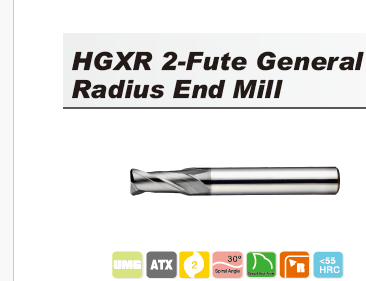 HGXR 2-Fute General
Radius End Mill
UMG
ATX
2
30°
Spiral Angle
R
<55
HRC